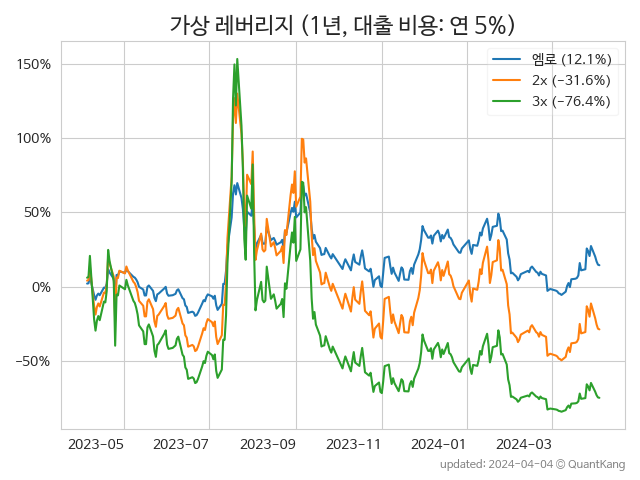 가상 레버리지 (1년, 대출 비용: 연 5%)
엠로 (12.1%)
2x (−31.6%)
3x (−76.4%)
150%
100%
50%
0%
−50%
2023-05 2023-07 2023-09 2023-11 2024-01 2024-03
updated: 2024-04-04 © QuantKang